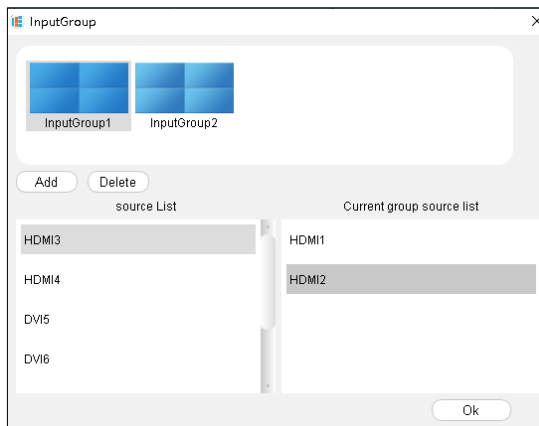 InputGroup
InputGroup1 InputGroup2
Add Delete
source List Current group source list
HDMI3 HDMI1
HDMI4 HDMI2
DVI5
DVI6
Ok